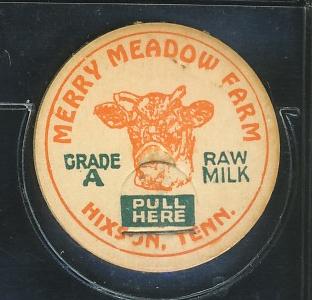 MERRY MEADOW FARM
GRADE A
RAW MILK
PULL HERE
HIXSON, TENN.